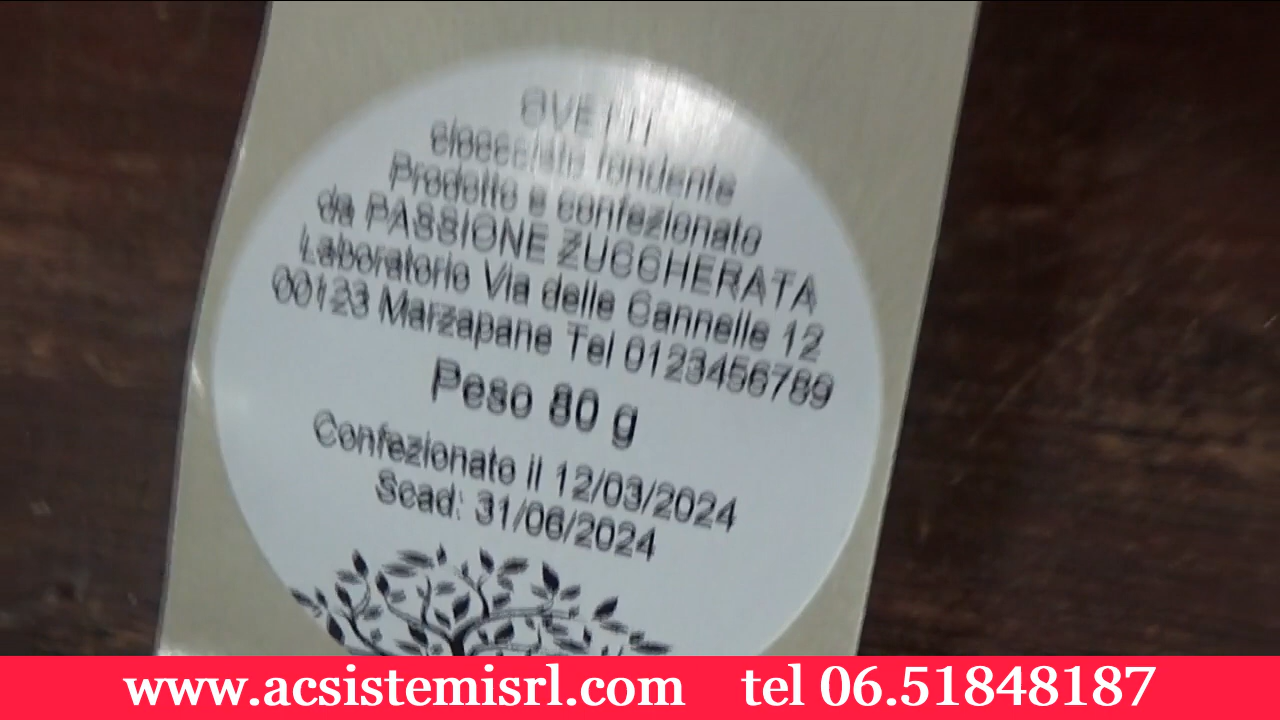 OVETTI
cioccolato fondente
Prodotto e confezionato
da PASSIONE ZUCCHERATA
Laboratorio Via delle Cannelle 12
00123 Marzapane Tel 0123456789
Peso 80 g
Confezionato il 12/03/2024
Scad: 31/06/2024
www.acsistemisrl.com tel 06.51848187